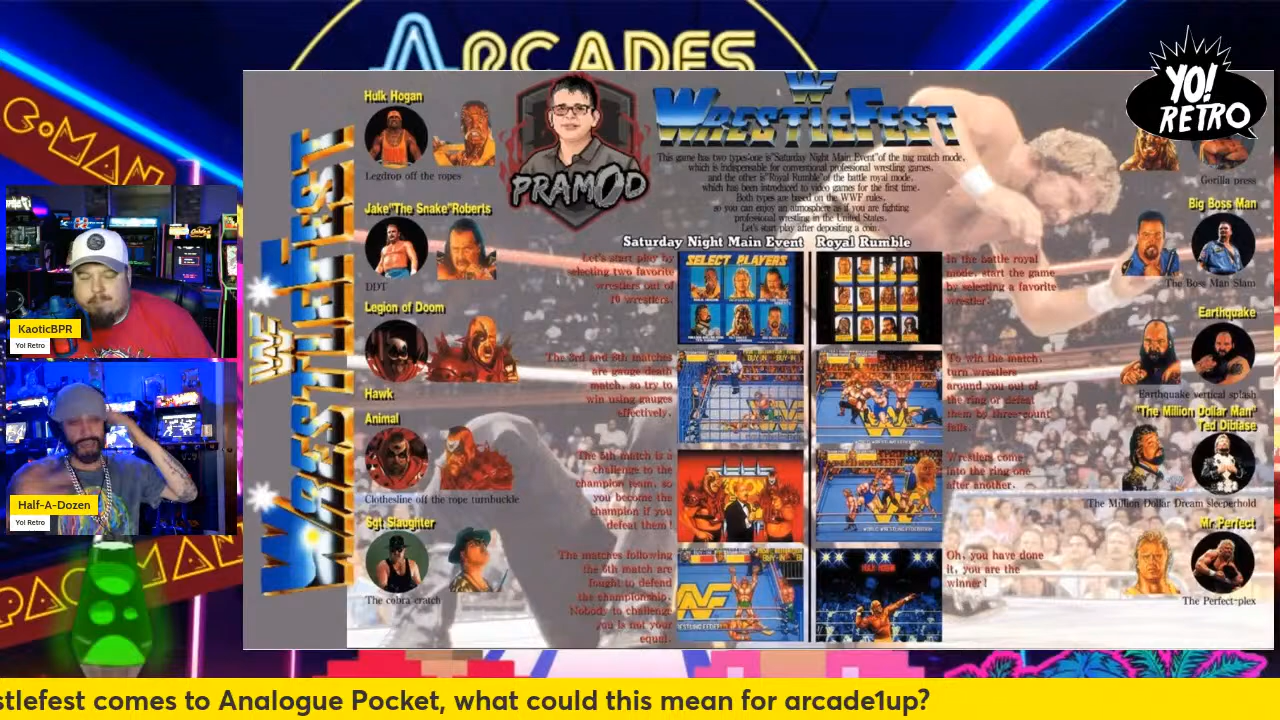 ARCADES
COMAN
YO!
RETRO
Hulk Hogan
Legdrop off the ropes
Jake"The Snake"Roberts
DDT
Legion of Doom
Hawk
Animal
Clothesline off the rope turnbuckle
Sgt Slaughter
The cobra cratch
WF WRESTLEFEST
PRAMOD
WF
WRESTLEFEST
This game has two types:one is"Saturday Night Main Event"of the tug match mode,
which is indispensable for conventional professional wrestling games.
and the other is"Royal Rumble"of the battle royal mode,
which has been introduced to video games for the first time.
Both types are based on the WWF rules.
so you can enjoy an atmosphere as if you are fighting
professional wrestling in the United States.
Let's start play after depositing a coin.
Saturday Night Main Event
Royal Rumble
Let's start play by
selecting two favorite
wrestlers out of
10 wrestlers.
SELECT PLAYERS
The 3rd and 6th matches
are gauge death
match, so try to
win using gauges
effectively.
The 5th match is a
challenge to the
champion team, so
you become the
champion if you
defeat them!
The matches following
the 6th match are
fought to defend
the championship.
Nobody to challenge
you is not your
equal.
In the battle royal
mode, start the game
by selecting a favorite
wrestler.
To win the match,
turn wrestlers
around you out of
the ring or defeat
them by three-count
falls.
Wrestlers come
into the ring one
after another.
Oh, you have done
it, you are the
winner!
HULK HOGAN
Gorilla press
Big Boss Man
The Boss Man Slam
Earthquake
Earthquake vertical splash
"The Million Dollar Man"
Ted Dibiase
The Million Dollar Dream sleeperhold
Mr. Perfect
The Perfect-plex
KaoticBPR
Yo! Retro
Half-A-Dozen
Yo! Retro
PACMAN
stlefest comes to Analogue Pocket, what could this mean for arcade1up?